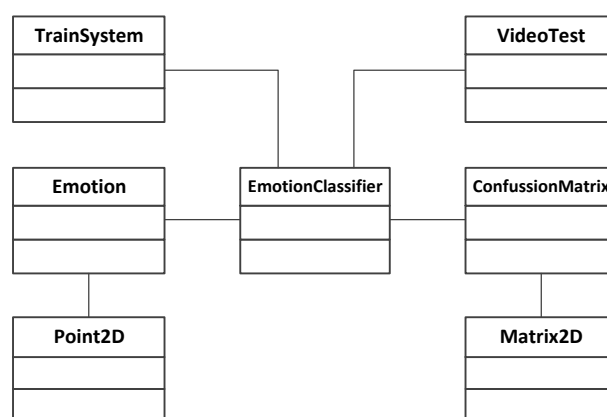 TrainSystem
VideoTest
Emotion
EmotionClassifier
ConfussionMatrix
Point2D
Matrix2D